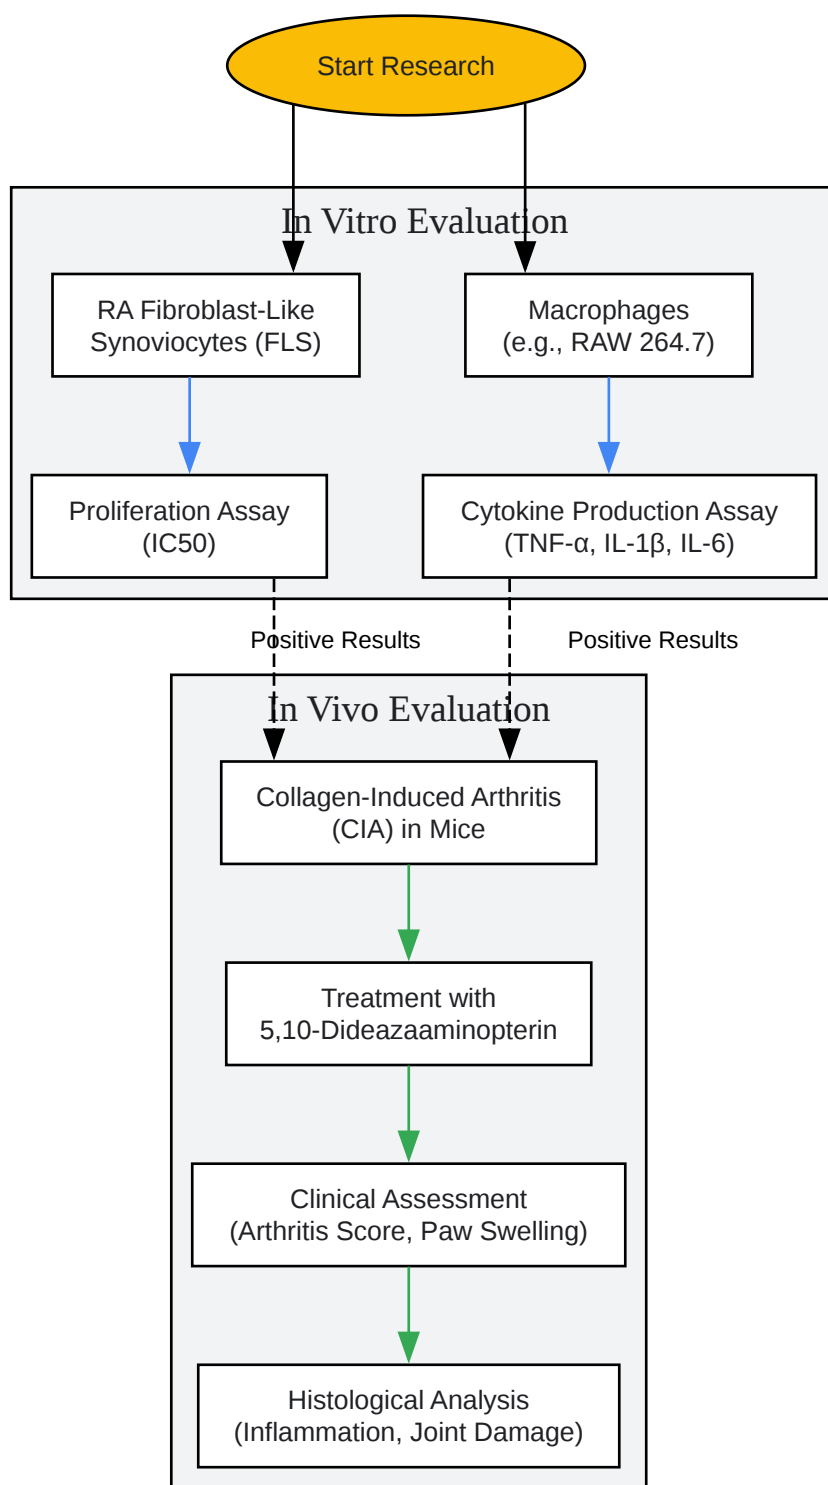 Start Research
In Vitro Evaluation
RA Fibroblast-Like
Synoviocytes (FLS)
Macrophages
(e.g., RAW 264.7)
Proliferation Assay
(IC50)
Cytokine Production Assay
(TNF-α, IL-1β, IL-6)
Positive Results
Positive Results
In Vivo Evaluation
Collagen-Induced Arthritis
(CIA) in Mice
Treatment with
5,10-Dideazaaminopterin
Clinical Assessment
(Arthritis Score, Paw Swelling)
Histological Analysis
(Inflammation, Joint Damage)